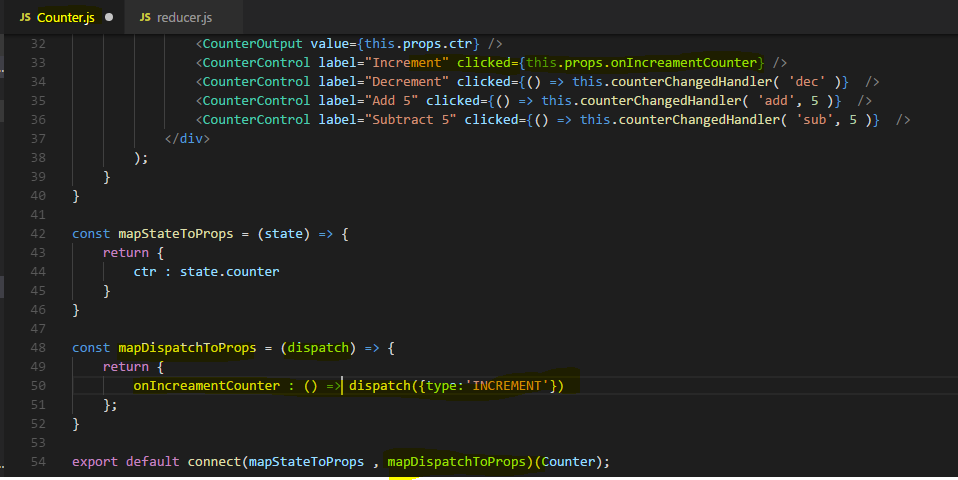 JS Counter.js ● JS reducer.js
32 <CounterOutput value={this.props.ctr} />
33 <CounterControl label="Increment" clicked={this.props.onIncreamentCounter} />
34 <CounterControl label="Decrement" clicked={() => this.counterChangedHandler( 'dec' )}  />
35 <CounterControl label="Add 5" clicked={() => this.counterChangedHandler( 'add', 5 )}  />
36 <CounterControl label="Subtract 5" clicked={() => this.counterChangedHandler( 'sub', 5 )}  />
37 </div>
38 );
39 }
40 }
41
42 const mapStateToProps = (state) => {
43 return {
44 ctr : state.counter
45 }
46 }
47
48 const mapDispatchToProps = (dispatch) => {
49 return {
50 onIncreamentCounter : () => dispatch({type:'INCREMENT'})
51 };
52 }
53
54 export default connect(mapStateToProps , mapDispatchToProps)(Counter);